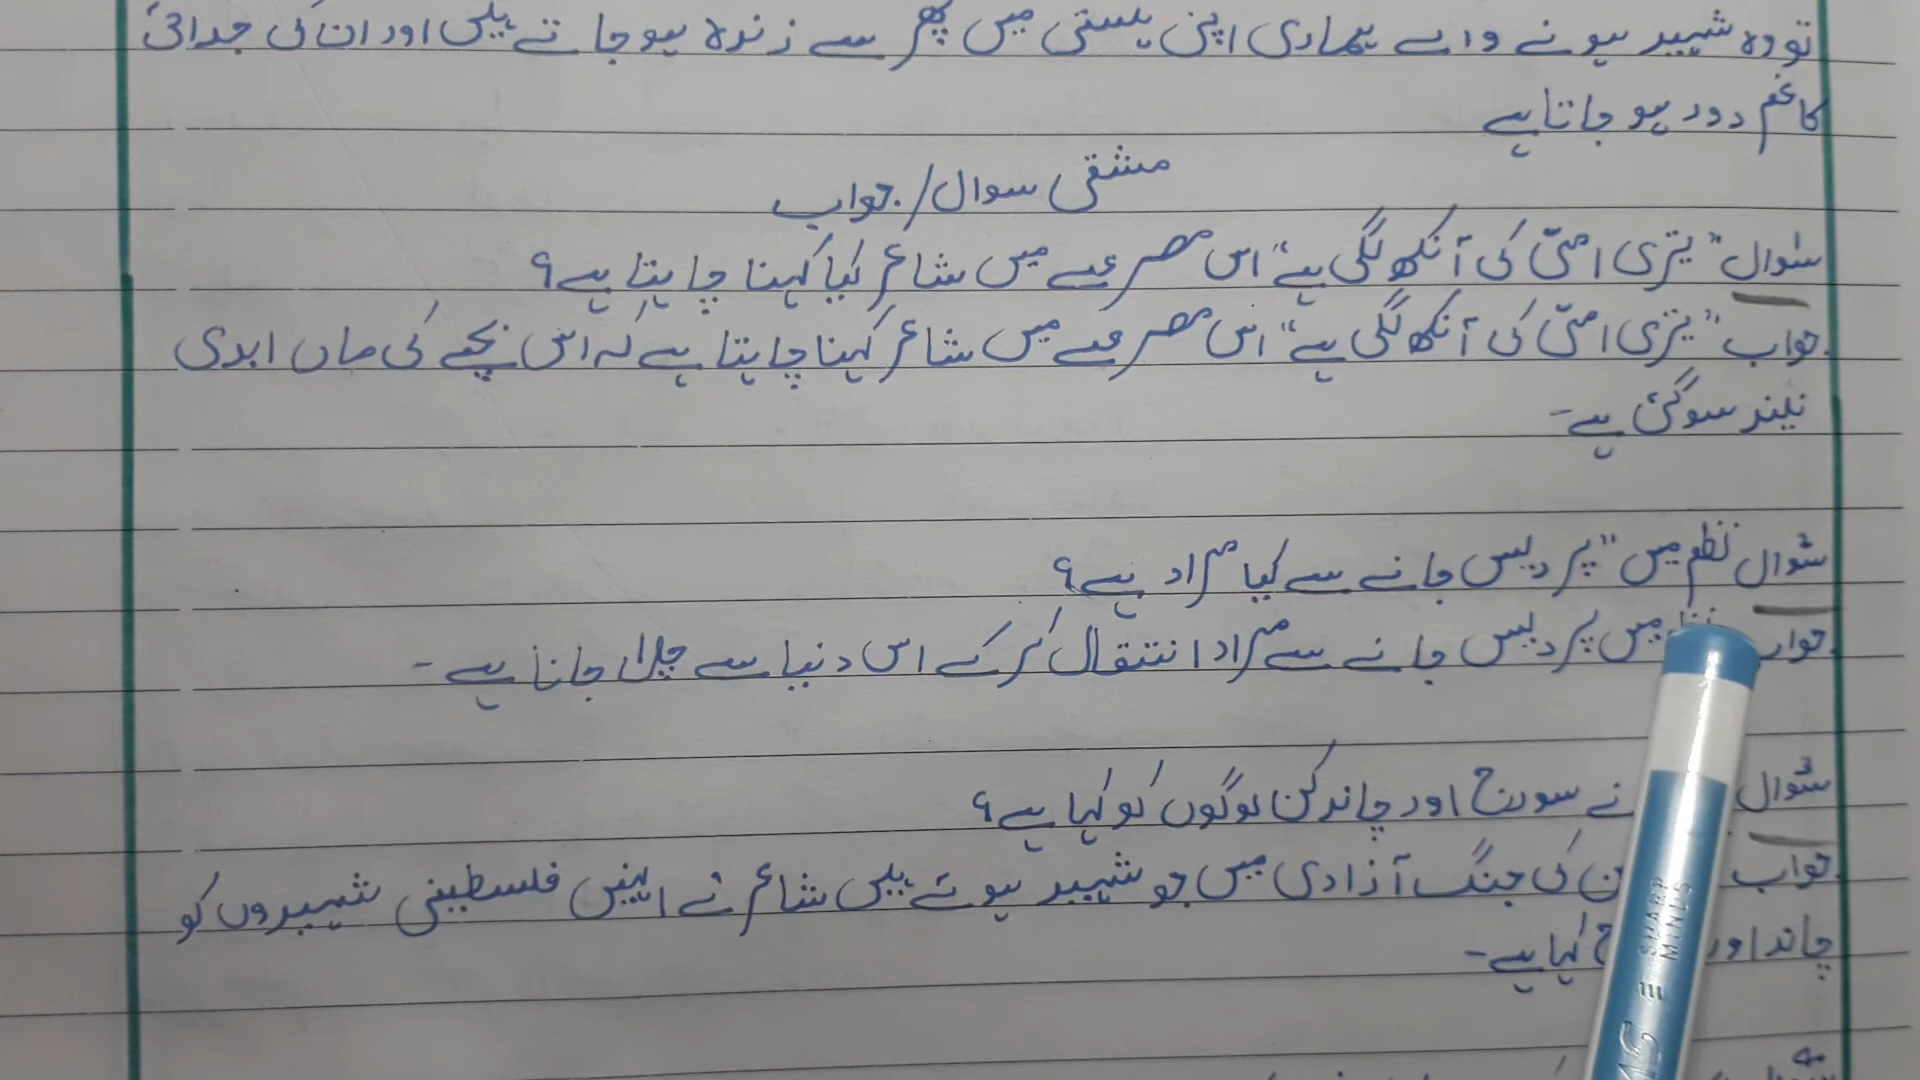 تو وہ شہید ہونے والے ہماری اپنی ہستی میں پھر سے زندہ ہو جاتے ہیں اور ان کی جدائی
کا غم دور ہو جاتا ہے
مشقی سوال/جواب
سوال "تیری امیّ کی آنکھ لگی ہے" اس مصرعے میں شاعر کیا کہنا چاہتا ہے؟
جواب "تیری امیّ کی آنکھ لگی ہے" اس مصرعے میں شاعر کہنا چاہتا ہے کہ اس بچے کی ماں ابدی
نیند سو گئی ہے-
سوال 2 نظم میں "پردیس جانے سے کیا مراد ہے؟
جواب میں پردیس جانے سے مراد انتقال کر کے اس دنیا سے چلا جانا ہے-
سوال 3 نے سورج اور چاند کن لوگوں کو کہا ہے؟
جواب کی جنگ آزادی میں جو شہید ہوئے ہیں شاعر نے انہیں فلسطینی شہیدوں کو
چاند اور کہا ہے-
SHARP
MINDS